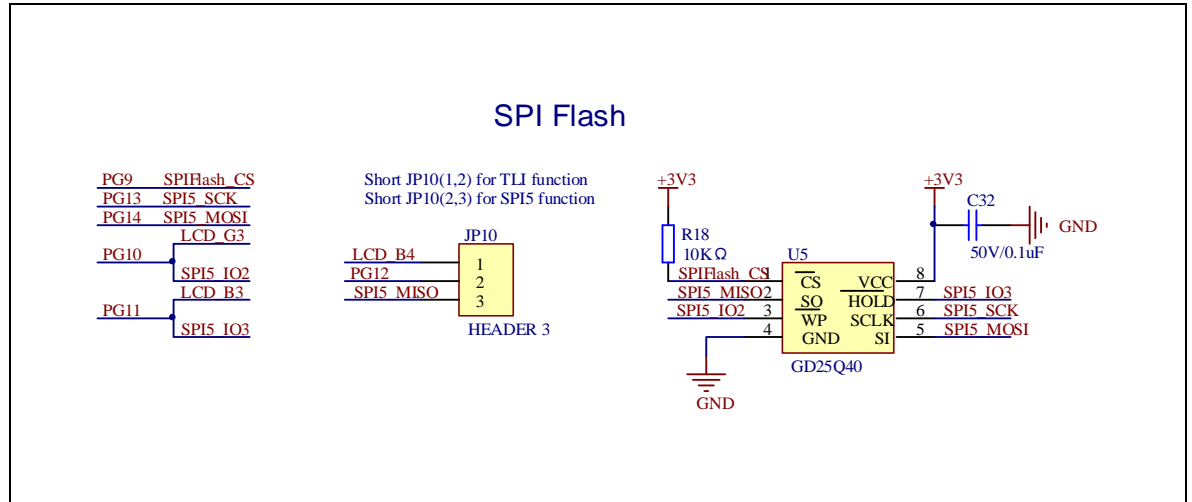 SPI Flash
PG9 SPIFlash_CS
PG13 SPI5_SCK
PG14 SPI5_MOSI
LCD_G3
PG10
SPI5_IO2
LCD_B3
PG11
SPI5_IO3
Short JP10(1,2) for TLI function
Short JP10(2,3) for SPI5 function
JP10
LCD_B4 1
PG12 2
SPI5_MISO 3
HEADER 3
+3V3
R18
10KΩ
+3V3
C32
50V/0.1uF
GND
U5
SPIFlash_CS 1 CS VCC 8
SPI5_MISO 2 SO HOLD 7 SPI5_IO3
SPI5_IO2 3 WP SCLK 6 SPI5_SCK
4 GND SI 5 SPI5_MOSI
GD25Q40
GND